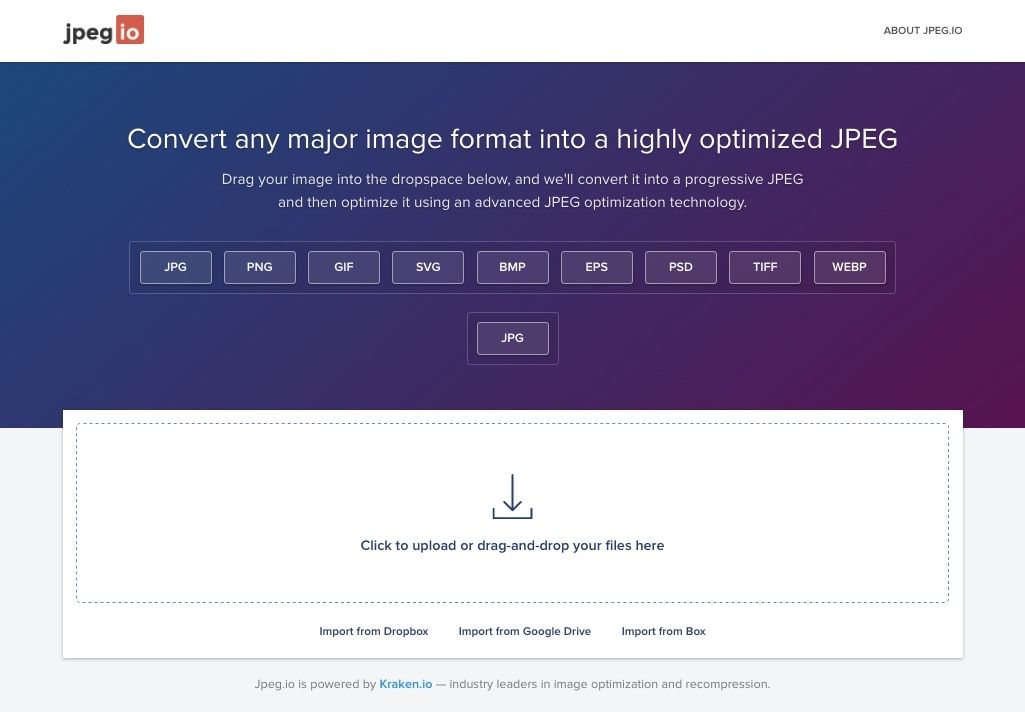 jpeg io
ABOUT JPEG.IO
Convert any major image format into a highly optimized JPEG
Drag your image into the dropspace below, and we'll convert it into a progressive JPEG
and then optimize it using an advanced JPEG optimization technology.
JPG PNG GIF SVG BMP EPS PSD TIFF WEBP
JPG
Click to upload or drag-and-drop your files here
Import from Dropbox Import from Google Drive Import from Box
Jpeg.io is powered by Kraken.io — industry leaders in image optimization and recompression.